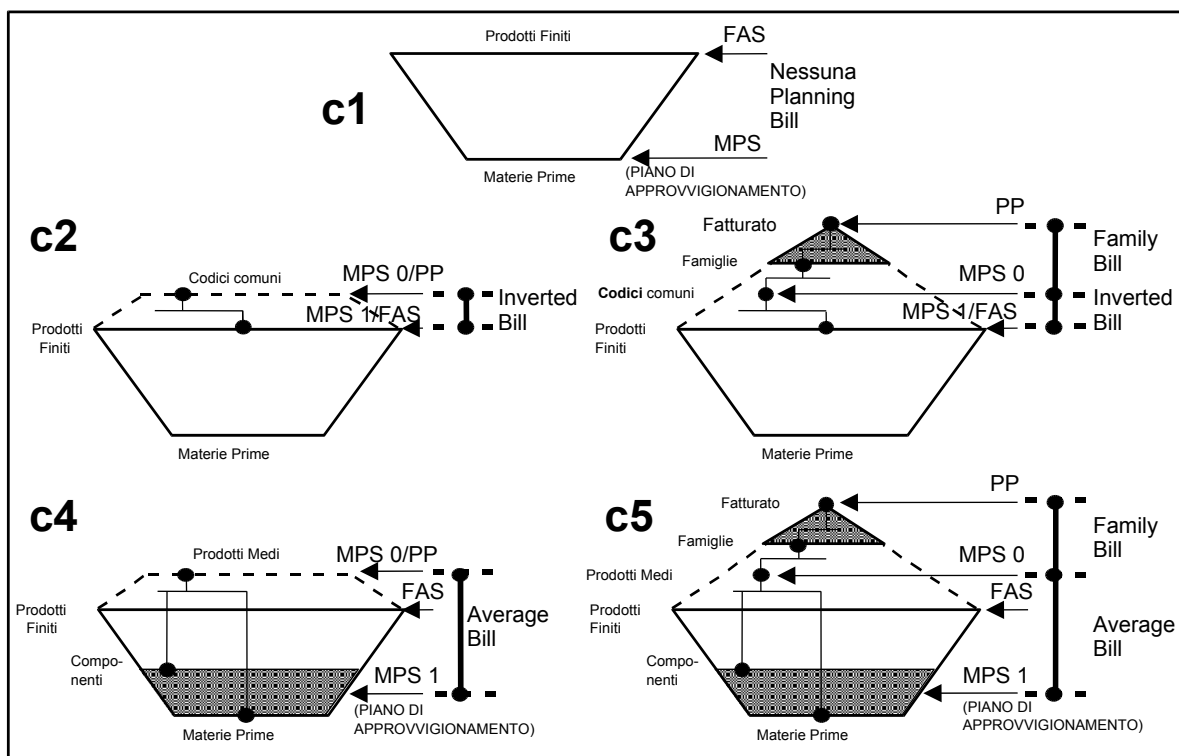 Prodotti Finiti
FAS
Nessuna
Planning
Bill
c1
MPS
(PIANO DI
APPROVVIGIONAMENTO)
Materie Prime
c2
Codici comuni
MPS 0/PP
Inverted
Bill
MPS 1/FAS
Prodotti
Finiti
Materie Prime
c3
Fatturato
PP
Family
Bill
Famiglie
MPS 0
Codici comuni
Inverted
Bill
MPS 1/FAS
Prodotti
Finiti
Materie Prime
c4
Prodotti Medi
MPS 0/PP
FAS
Prodotti
Finiti
Average
Bill
Compo-
nenti
MPS 1
(PIANO DI
APPROVVIGIONAMENTO)
Materie Prime
c5
Fatturato
PP
Family
Bill
Famiglie
MPS 0
Prodotti Medi
FAS
Prodotti
Finiti
Average
Bill
Compo-
nenti
MPS 1
(PIANO DI
APPROVVIGIONAMENTO)
Materie Prime